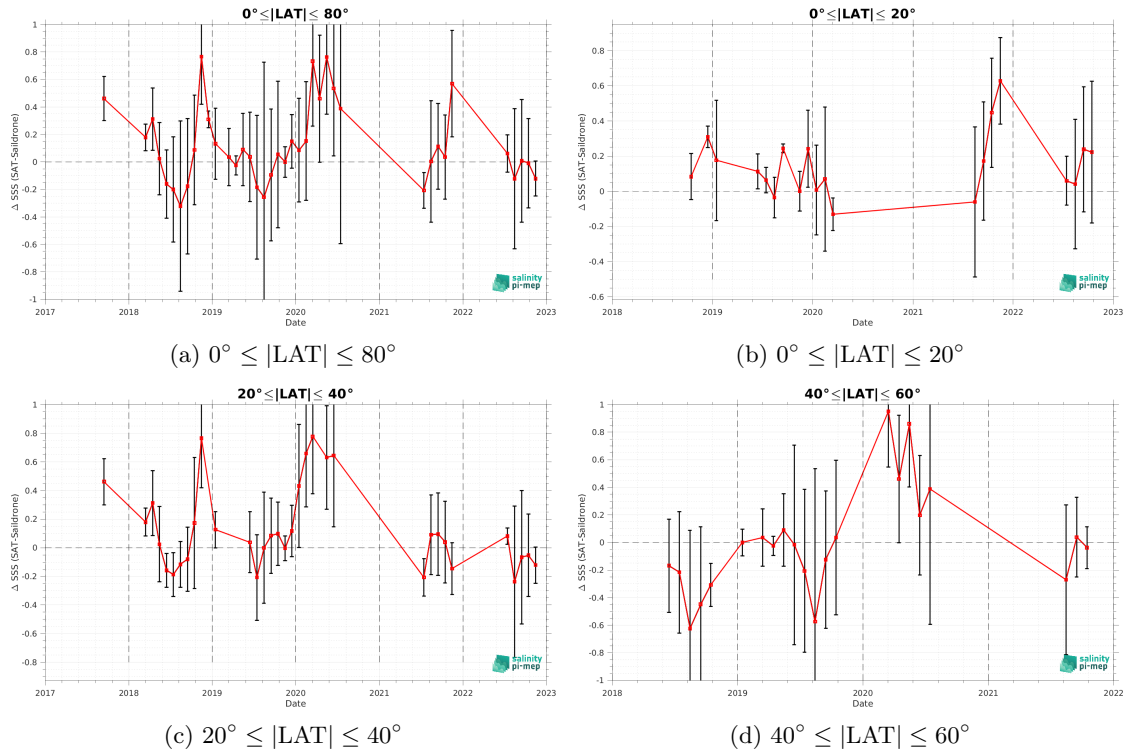 0°≤|LAT|≤ 80°
1
0.8
0.6
0.4
0.2
0
-0.2
-0.4
-0.6
-0.8
-1
Δ SSS (SAT-Saildrone)
2017 2018 2019 2020 2021 2022 2023
Date
salinity
pi-mep
(a) 0° ≤ |LAT| ≤ 80°
0°≤|LAT|≤ 20°
0.8
0.6
0.4
0.2
0
-0.2
-0.4
-0.6
Δ SSS (SAT-Saildrone)
2018 2019 2020 2021 2022 2023
Date
salinity
pi-mep
(b) 0° ≤ |LAT| ≤ 20°
20°≤|LAT|≤ 40°
1
0.8
0.6
0.4
0.2
0
-0.2
-0.4
-0.6
-0.8
Δ SSS (SAT-Saildrone)
2017 2018 2019 2020 2021 2022 2023
Date
salinity
pi-mep
(c) 20° ≤ |LAT| ≤ 40°
40°≤|LAT|≤ 60°
1
0.8
0.6
0.4
0.2
0
-0.2
-0.4
-0.6
-0.8
-1
Δ SSS (SAT-Saildrone)
2018 2019 2020 2021 2022
Date
salinity
pi-mep
(d) 40° ≤ |LAT| ≤ 60°